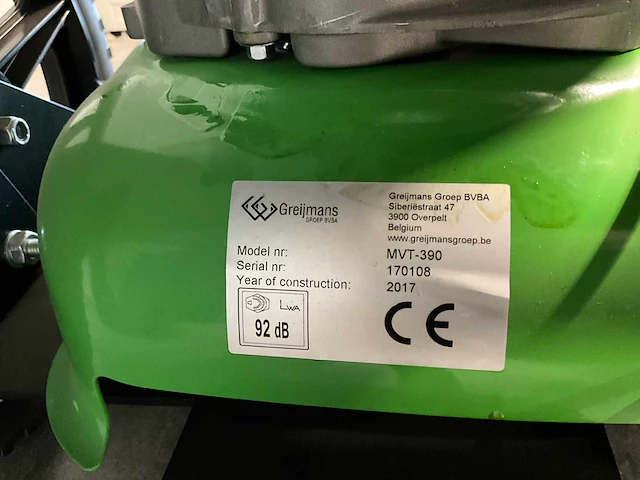 Greijmans
GROEP BVBA
Greijmans Groep BVBA
Siberiëstraat 47
3900 Overpelt
Belgium
www.greijmansgroep.be
Model nr: MVT-390
Serial nr: 170108
Year of construction: 2017
LWA
92 dB
CE